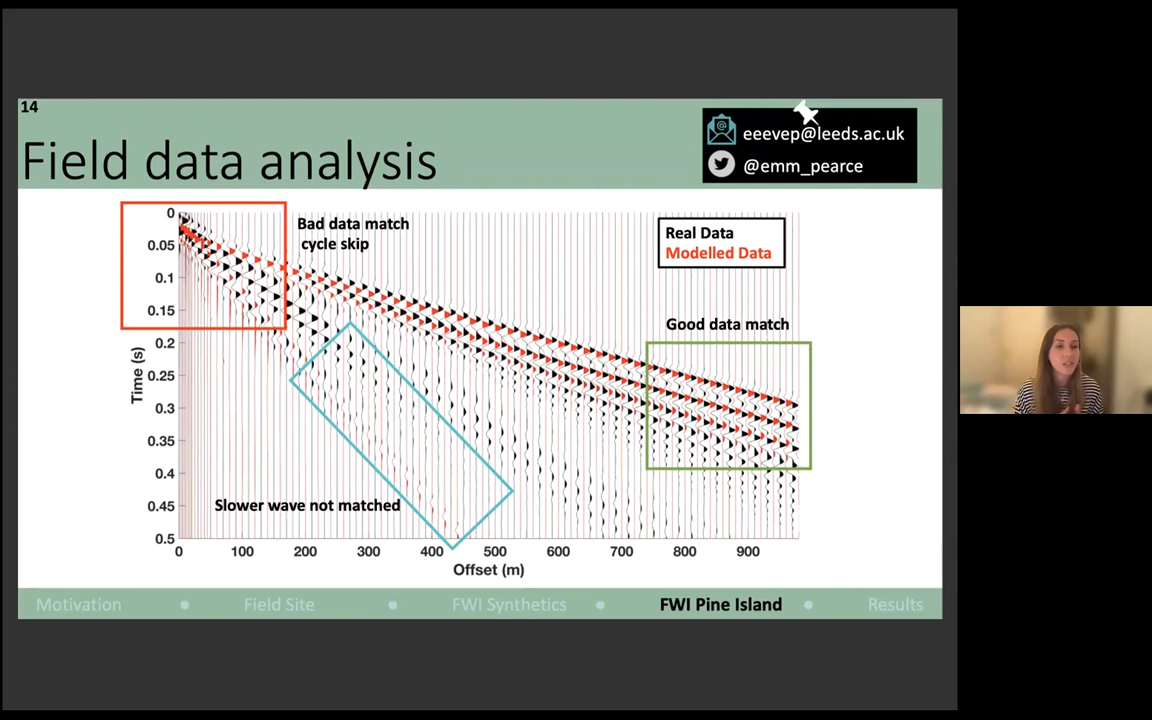 14
Field data analysis
eeevep@leeds.ac.uk
@emm_pearce
Bad data match
cycle skip
Real Data
Modelled Data
Good data match
Slower wave not matched
Time (s)
0
0.05
0.1
0.15
0.2
0.25
0.3
0.35
0.4
0.45
0.5
0 100 200 300 400 500 600 700 800 900
Offset (m)
Motivation • Field Site • FWI Synthetics • FWI Pine Island • Results